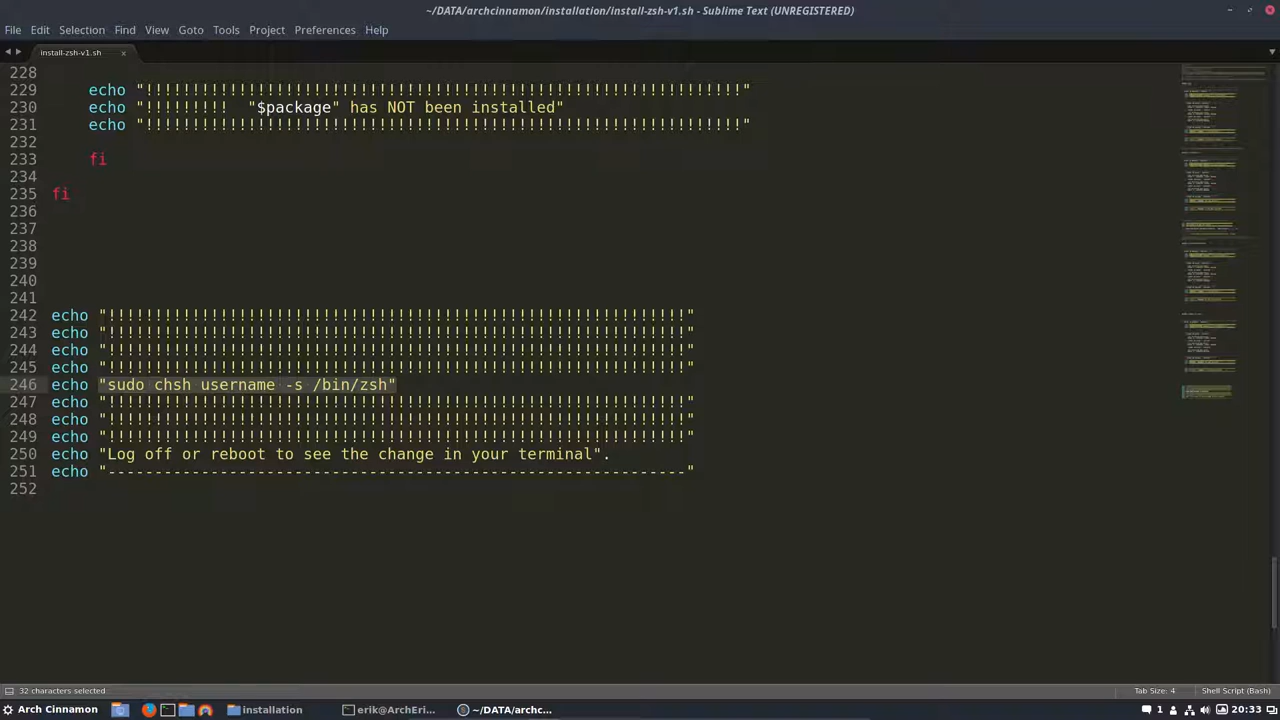 ~/DATA/archcinnamon/installation/install-zsh-v1.sh - Sublime Text (UNREGISTERED)
File Edit Selection Find View Goto Tools Project Preferences Help
install-zsh-v1.sh ×
228
229 echo "!!!!!!!!!!!!!!!!!!!!!!!!!!!!!!!!!!!!!!!!!!!!!!!!!!!!!!!!!!!!!!!!"
230 echo "!!!!!!!!!  "$package" has NOT been installed"
231 echo "!!!!!!!!!!!!!!!!!!!!!!!!!!!!!!!!!!!!!!!!!!!!!!!!!!!!!!!!!!!!!!!!"
232
233 fi
234
235 fi
236
237
238
239
240
241
242 echo "!!!!!!!!!!!!!!!!!!!!!!!!!!!!!!!!!!!!!!!!!!!!!!!!!!!!!!!!!!!!!!"
243 echo "!!!!!!!!!!!!!!!!!!!!!!!!!!!!!!!!!!!!!!!!!!!!!!!!!!!!!!!!!!!!!!"
244 echo "!!!!!!!!!!!!!!!!!!!!!!!!!!!!!!!!!!!!!!!!!!!!!!!!!!!!!!!!!!!!!!"
245 echo "!!!!!!!!!!!!!!!!!!!!!!!!!!!!!!!!!!!!!!!!!!!!!!!!!!!!!!!!!!!!!!"
246 echo "sudo chsh username -s /bin/zsh"
247 echo "!!!!!!!!!!!!!!!!!!!!!!!!!!!!!!!!!!!!!!!!!!!!!!!!!!!!!!!!!!!!!!"
248 echo "!!!!!!!!!!!!!!!!!!!!!!!!!!!!!!!!!!!!!!!!!!!!!!!!!!!!!!!!!!!!!!"
249 echo "!!!!!!!!!!!!!!!!!!!!!!!!!!!!!!!!!!!!!!!!!!!!!!!!!!!!!!!!!!!!!!"
250 echo "Log off or reboot to see the change in your terminal".
251 echo "--------------------------------------------------------------"
252
32 characters selected Tab Size: 4 Shell Script (Bash)
Arch Cinnamon installation erik@ArchEri... ~/DATA/archc... 1 20:33